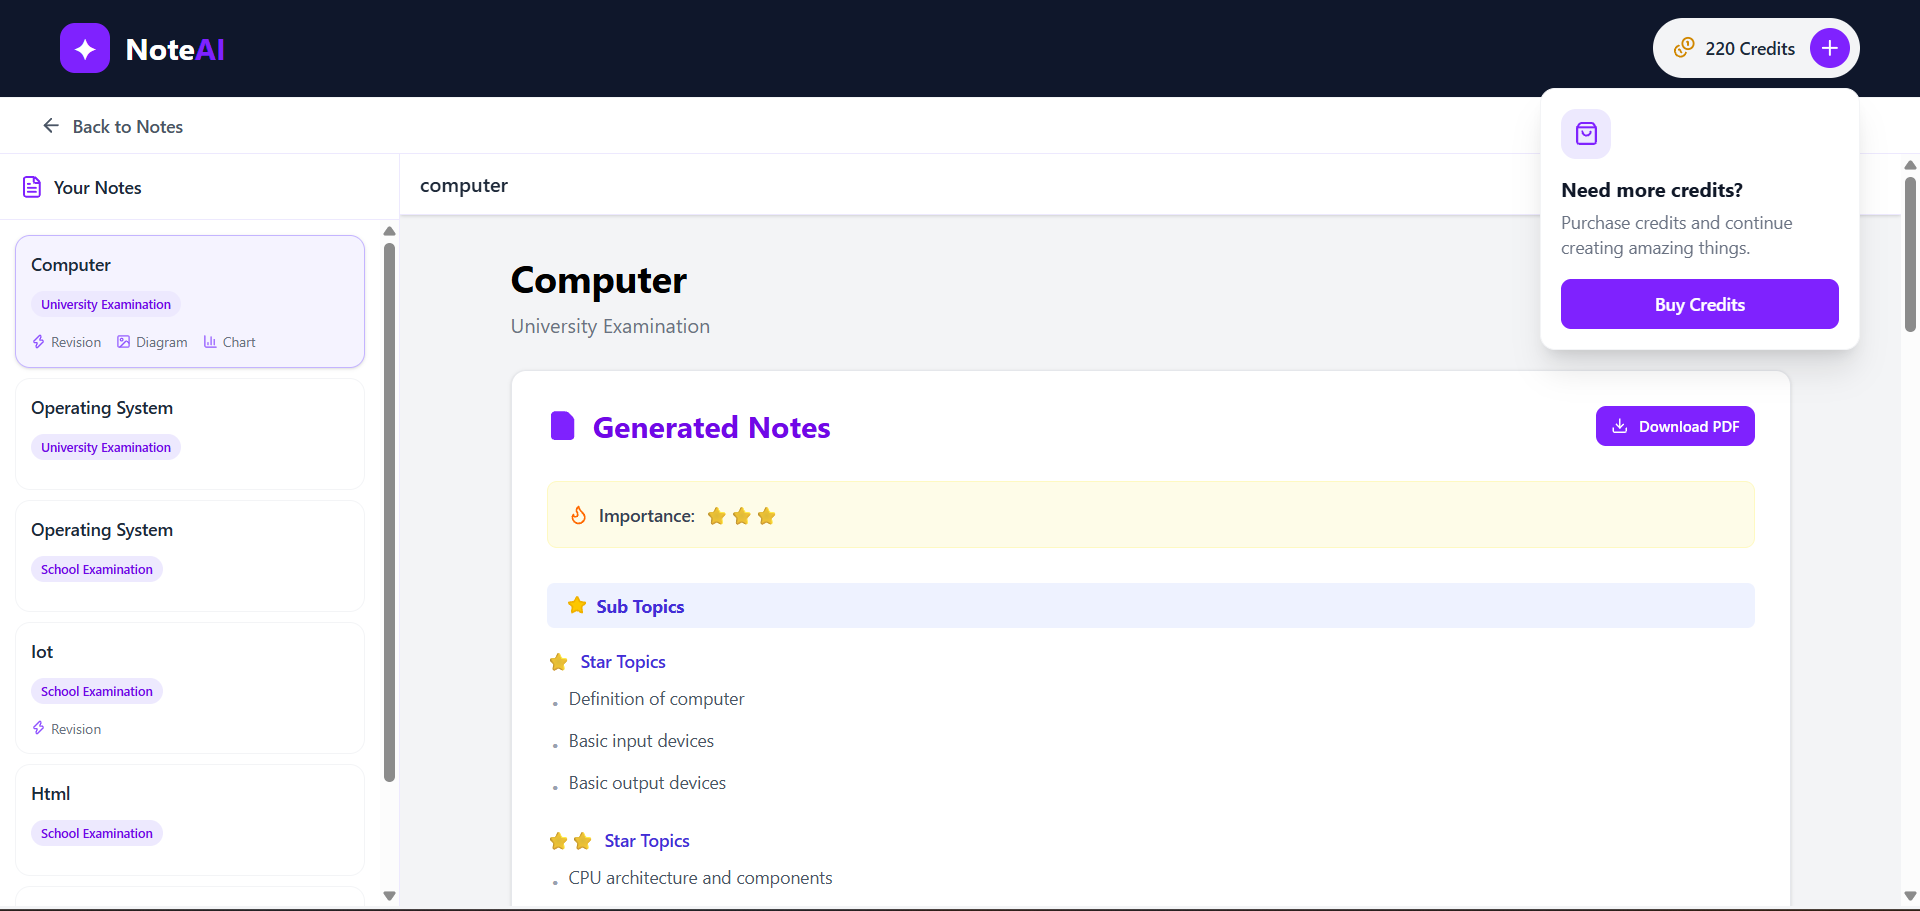 NoteAI
220 Credits
Back to Notes
Need more credits?
Purchase credits and continue
creating amazing things.
Buy Credits
Your Notes
Computer
University Examination
Revision Diagram Chart
Operating System
University Examination
Operating System
School Examination
Iot
School Examination
Revision
Html
School Examination
computer
Computer
University Examination
Generated Notes
Download PDF
Importance:
Sub Topics
Star Topics
Definition of computer
Basic input devices
Basic output devices
Star Topics
CPU architecture and components